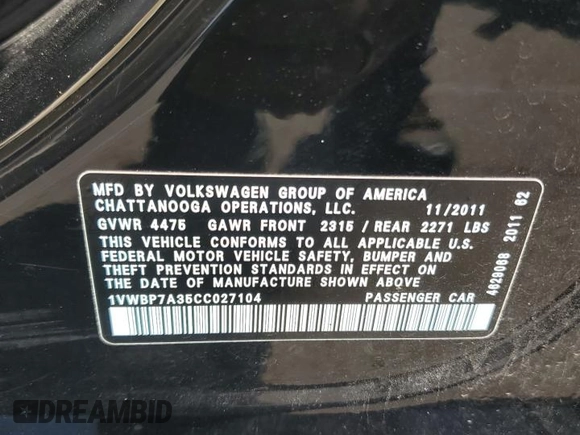 MFD BY VOLKSWAGEN GROUP OF AMERICA
CHATTANOOGA OPERATIONS, LLC. 11/2011
GVWR 4475 GAWR FRONT 2315 / REAR 2271 LBS
THIS VEHICLE CONFORMS TO ALL APPLICABLE U.S.
FEDERAL MOTOR VEHICLE SAFETY, BUMPER AND
THEFT PREVENTION STANDARDS IN EFFECT ON
THE DATE OF MANUFACTURE SHOWN ABOVE
1VWBP7A35CC027104 PASSENGER CAR
4629068 2011 62
DREAMBID